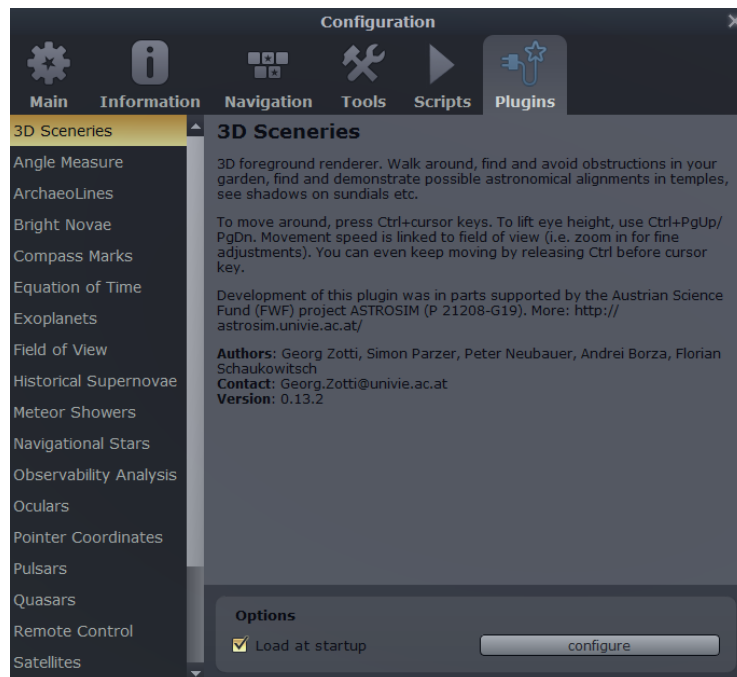 Configuration
Main
Information
Navigation
Tools
Scripts
Plugins
3D Sceneries
Angle Measure
ArchaeoLines
Bright Novae
Compass Marks
Equation of Time
Exoplanets
Field of View
Historical Supernovae
Meteor Showers
Navigational Stars
Observability Analysis
Oculars
Pointer Coordinates
Pulsars
Quasars
Remote Control
Satellites
3D Sceneries
3D foreground renderer. Walk around, find and avoid obstructions in your
garden, find and demonstrate possible astronomical alignments in temples,
see shadows on sundials etc.
To move around, press Ctrl+cursor keys. To lift eye height, use Ctrl+PgUp/
PgDn. Movement speed is linked to field of view (i.e. zoom in for fine
adjustments). You can even keep moving by releasing Ctrl before cursor
key.
Development of this plugin was in parts supported by the Austrian Science
Fund (FWF) project ASTROSIM (P 21208-G19). More: http://
astrosim.univie.ac.at/
Authors: Georg Zotti, Simon Parzer, Peter Neubauer, Andrei Borza, Florian
Schaukowitsch
Contact: Georg.Zotti@univie.ac.at
Version: 0.13.2
Options
Load at startup
configure